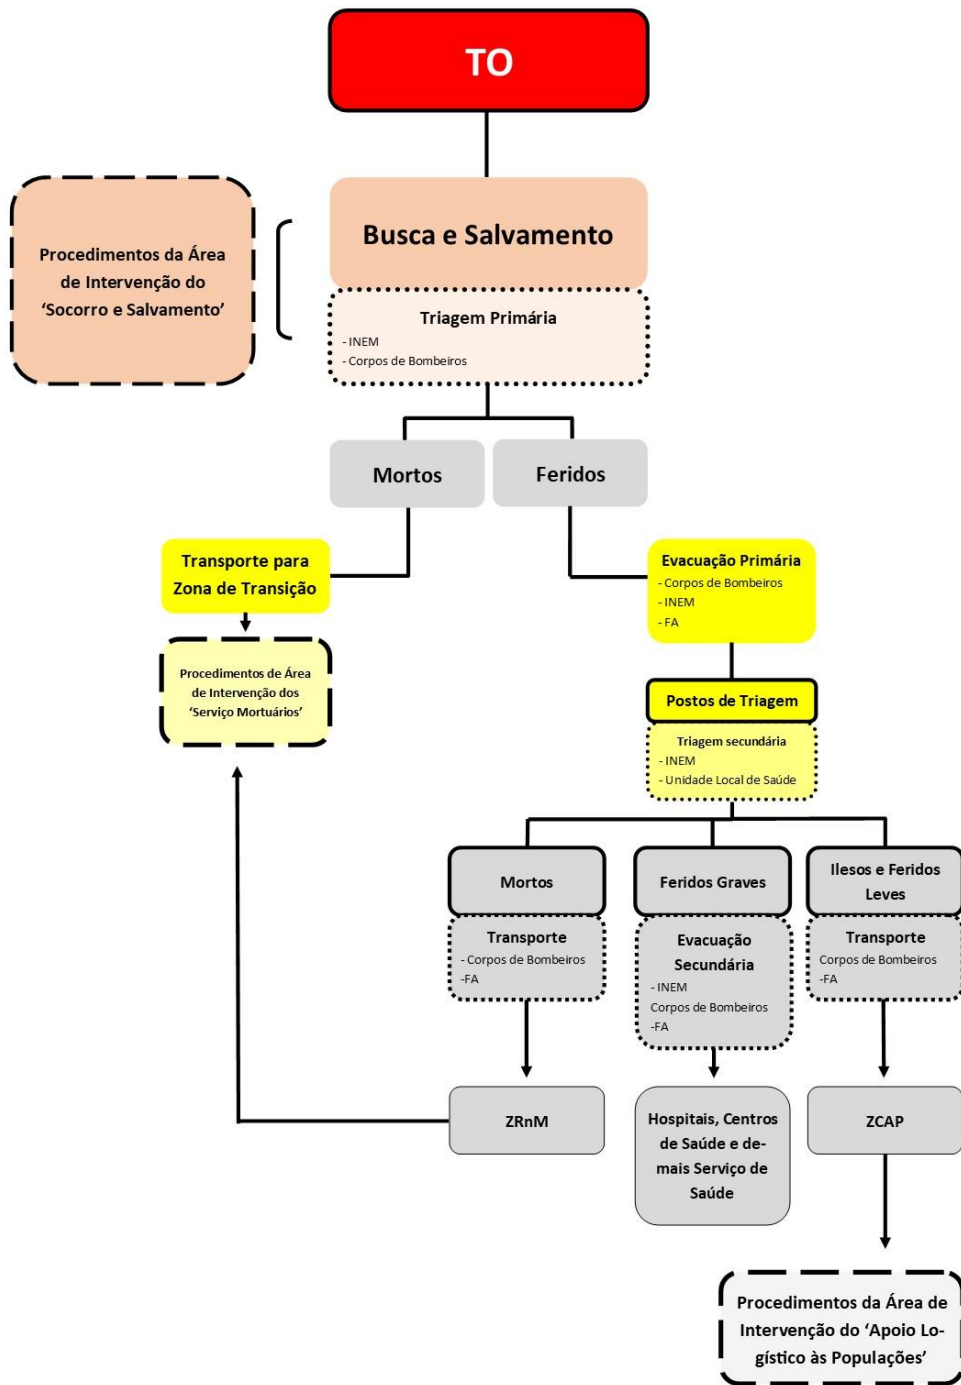 TO
Procedimentos da Área
de Intervenção do
‘Socorro e Salvamento’
Busca e Salvamento
Triagem Primária
- INEM
- Corpos de Bombeiros
Mortos
Feridos
Transporte para
Zona de Transição
Evacuação Primária
- Corpos de Bombeiros
- INEM
- FA
Procedimentos de Área
de Intervenção dos
‘Serviço Mortuários’
Postos de Triagem
Triagem secundária
- INEM
- Unidade Local de Saúde
Mortos
Transporte
- Corpos de Bombeiros
-FA
Feridos Graves
Evacuação
Secundária
- INEM
Corpos de Bombeiros
-FA
Ilesos e Feridos
Leves
Transporte
Corpos de Bombeiros
-FA
ZRnM
Hospitais, Centros
de Saúde e de-
mais Serviço de
Saúde
ZCAP
Procedimentos da Área de
Intervenção do ‘Apoio Lo-
gístico às Populações’